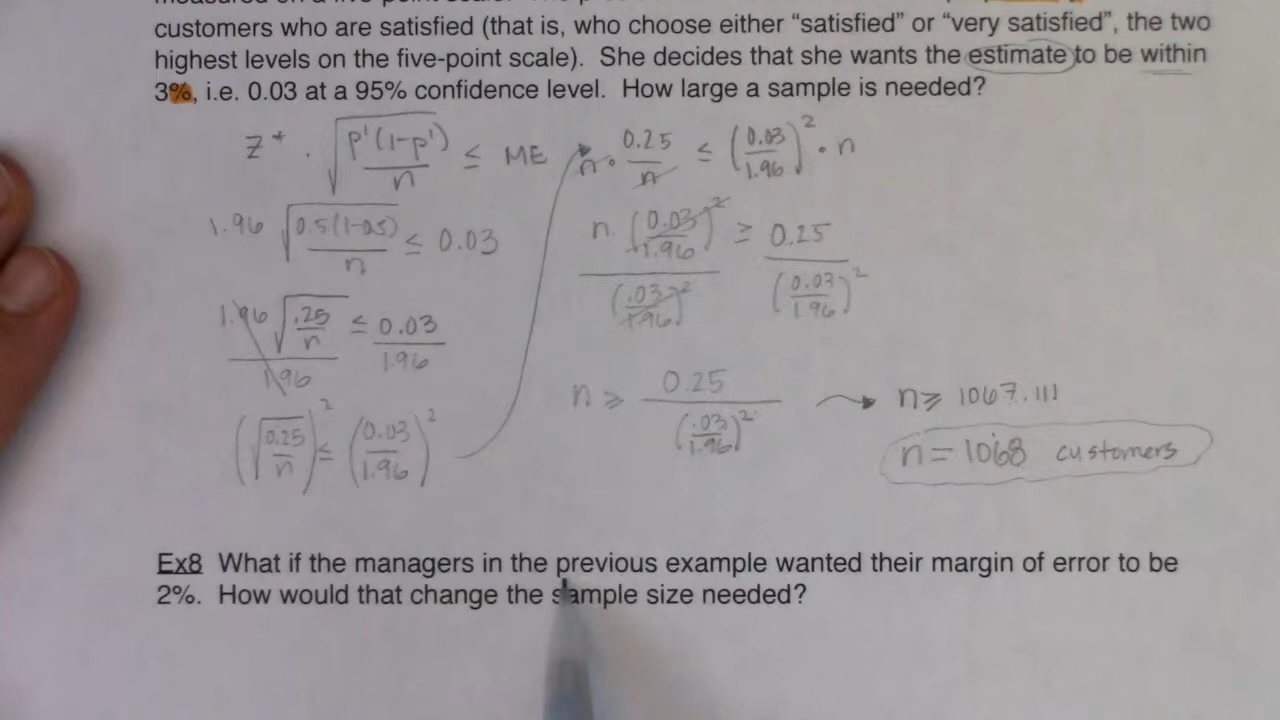 customers who are satisfied (that is, who choose either “satisfied” or “very satisfied”, the two
highest levels on the five-point scale). She decides that she wants the estimate to be within
3%, i.e. 0.03 at a 95% confidence level. How large a sample is needed?
Z* · √(p'(1-p')/n) ≤ ME
1.96 √(0.5(1-0.5)/n) ≤ 0.03
1.96 √(.25/n) / 1.96 ≤ 0.03/1.96
(√(0.25/n))² ≤ (0.03/1.96)²
n · 0.25/n ≤ (0.03/1.96)² · n
n · (0.03/1.96)² / (.03/1.96)² ≥ 0.25 / (0.03/1.96)²
n ≥ 0.25 / (.03/1.96)² → n ≥ 1067.111
n = 1068 customers
Ex8 What if the managers in the previous example wanted their margin of error to be
2%. How would that change the sample size needed?